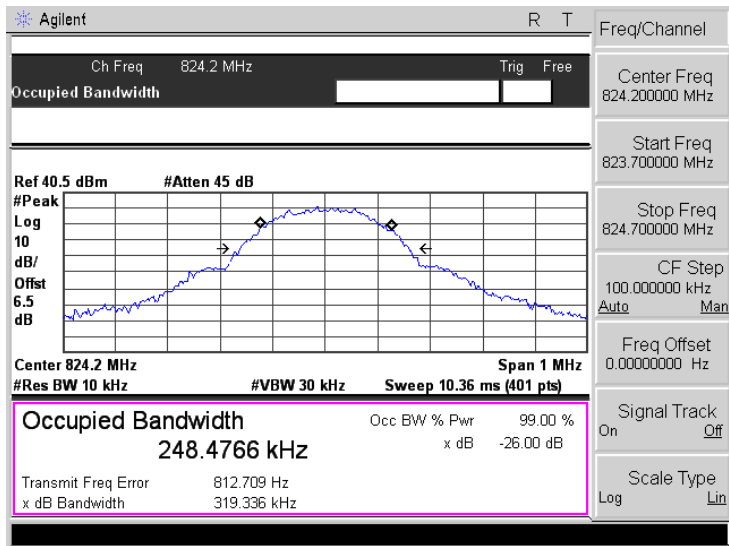 Agilent R T
Ch Freq 824.2 MHz Trig Free
Occupied Bandwidth
Ref 40.5 dBm #Atten 45 dB
#Peak
Log
10
dB/
Offst
6.5
dB
Center 824.2 MHz Span 1 MHz
#Res BW 10 kHz #VBW 30 kHz Sweep 10.36 ms (401 pts)
Occupied Bandwidth
248.4766 kHz
Occ BW % Pwr 99.00 %
x dB -26.00 dB
Transmit Freq Error 812.709 Hz
x dB Bandwidth 319.336 kHz
Freq/Channel
Center Freq
824.200000 MHz
Start Freq
823.700000 MHz
Stop Freq
824.700000 MHz
CF Step
100.000000 kHz
Auto Man
Freq Offset
0.00000000 Hz
Signal Track
On Off
Scale Type
Log Lin